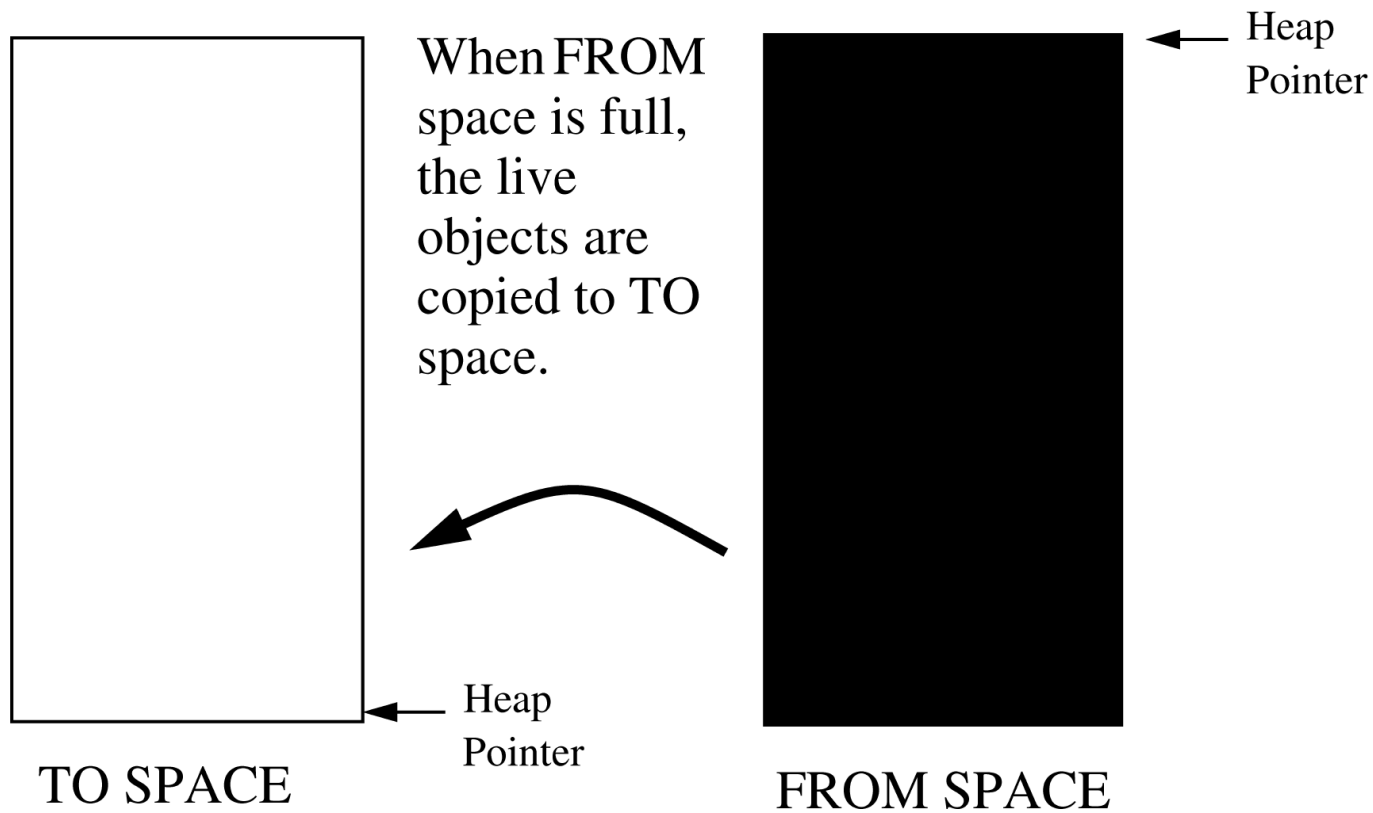 When FROM
space is full,
the live
objects are
copied to TO
space.
Heap
Pointer
Heap
Pointer
TO SPACE
FROM SPACE